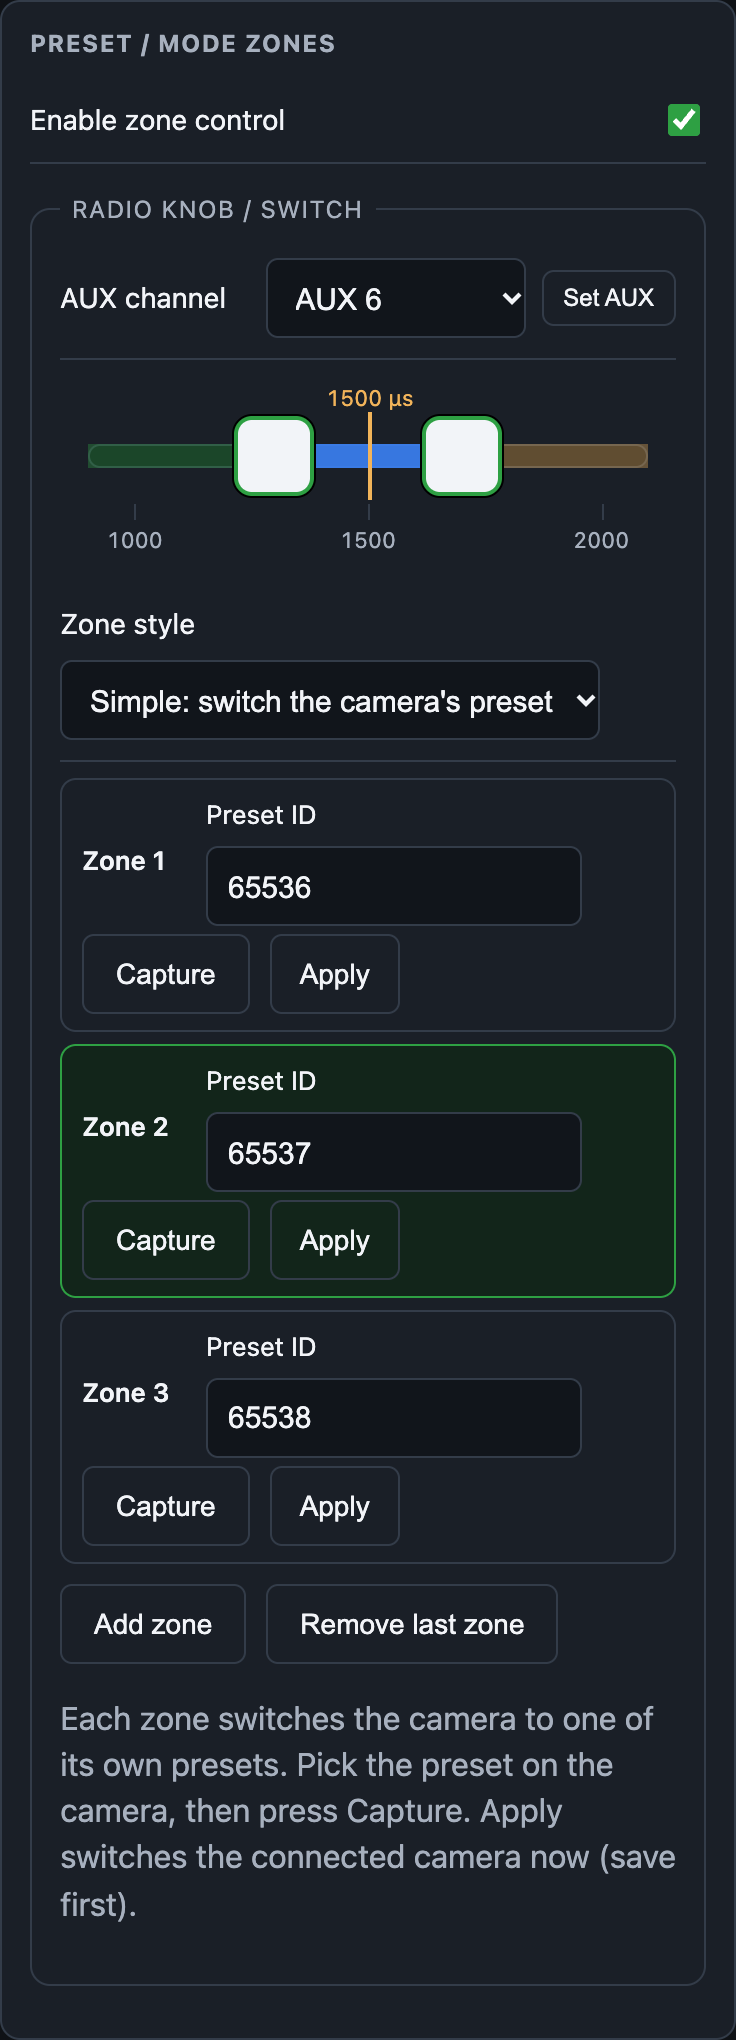 PRESET / MODE ZONES
Enable zone control
RADIO KNOB / SWITCH
AUX channel
AUX 6
Set AUX
1500 µs
1000
1500
2000
Zone style
Simple: switch the camera's preset
Preset ID
Zone 1
65536
Capture
Apply
Preset ID
Zone 2
65537
Capture
Apply
Preset ID
Zone 3
65538
Capture
Apply
Add zone
Remove last zone
Each zone switches the camera to one of
its own presets. Pick the preset on the
camera, then press Capture. Apply
switches the connected camera now (save
first).